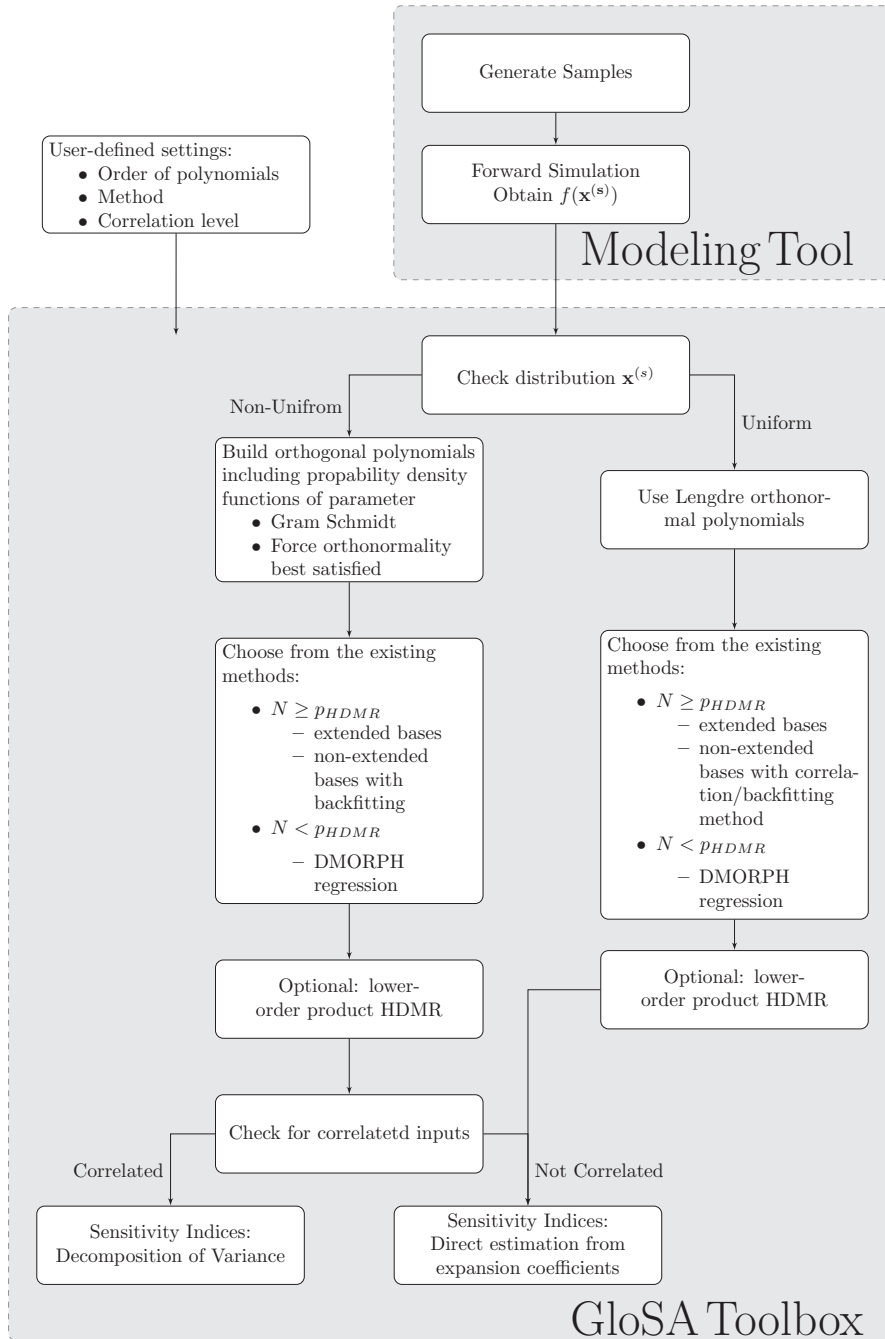 Generate Samples
Forward Simulation
Obtain f(x^(s))
Modeling Tool
User-defined settings:
• Order of polynomials
• Method
• Correlation level
Check distribution x^(s)
Non-Unifrom
Uniform
Build orthogonal polynomials
including propability density
functions of parameter
• Gram Schmidt
• Force orthonormality
best satisfied
Use Lengdre orthonor-
mal polynomials
Choose from the existing
methods:
• N ≥ p_HDMR
– extended bases
– non-extended
bases with
backfitting
• N < p_HDMR
– DMORPH
regression
Choose from the existing
methods:
• N ≥ p_HDMR
– extended bases
– non-extended
bases with correla-
tion/backfitting
method
• N < p_HDMR
– DMORPH
regression
Optional: lower-
order product HDMR
Optional: lower-
order product HDMR
Check for correlatetd inputs
Correlated
Not Correlated
Sensitivity Indices:
Decomposition of Variance
Sensitivity Indices:
Direct estimation from
expansion coefficients
GloSA Toolbox